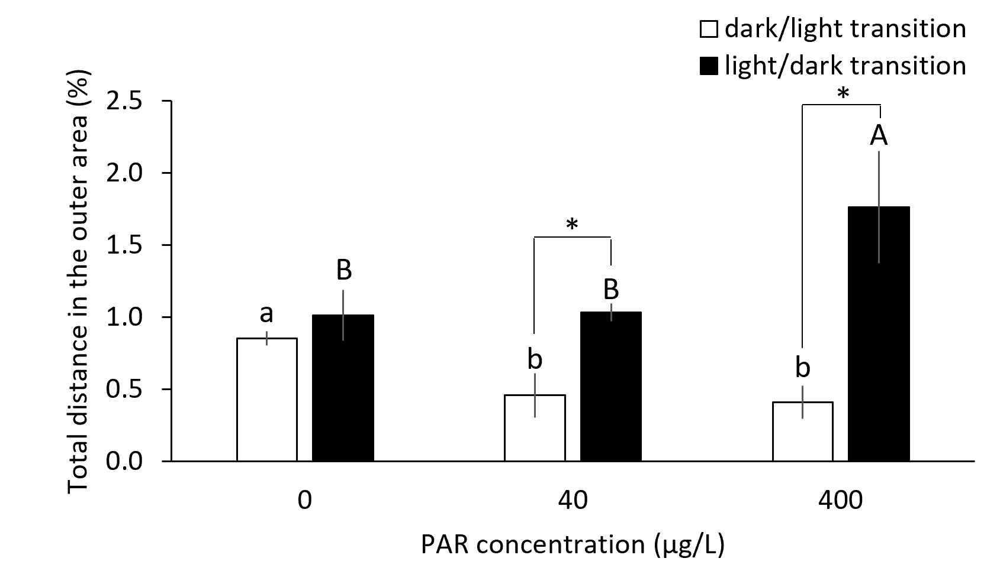 dark/light transition
light/dark transition
Total distance in the outer area (%)
2.5
2.0
1.5
1.0
0.5
0.0
*
A
*
B
B
a
b
b
0
40
400
PAR concentration (µg/L)